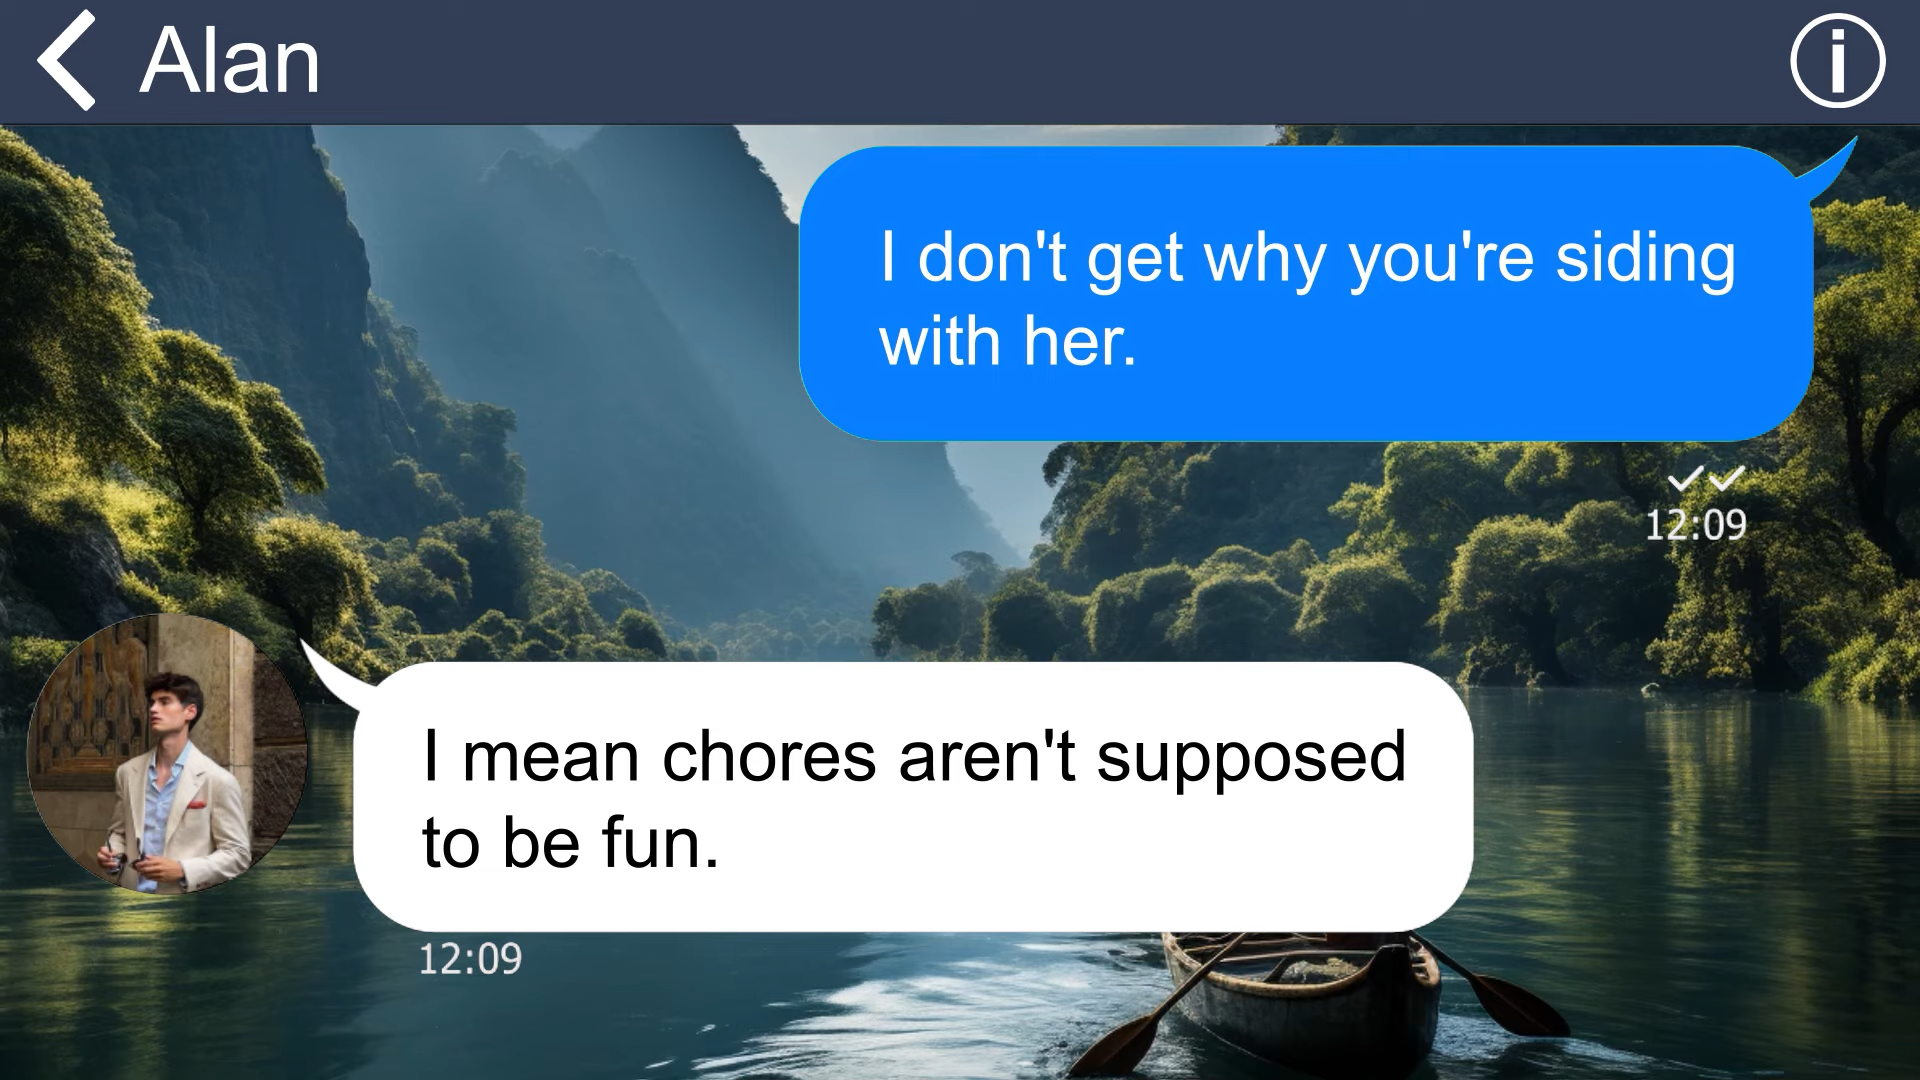 Alan
I don't get why you're siding
with her.
12:09
I mean chores aren't supposed
to be fun.
12:09